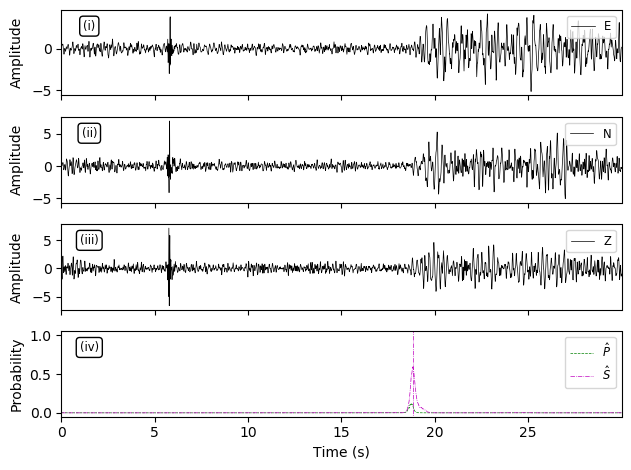 (i)
E
Amplitude
0
−5
(ii)
N
Amplitude
5
0
−5
(iii)
Z
Amplitude
5
0
−5
(iv)
P̂
Ŝ
Probability
1.0
0.5
0.0
0 5 10 15 20 25
Time (s)